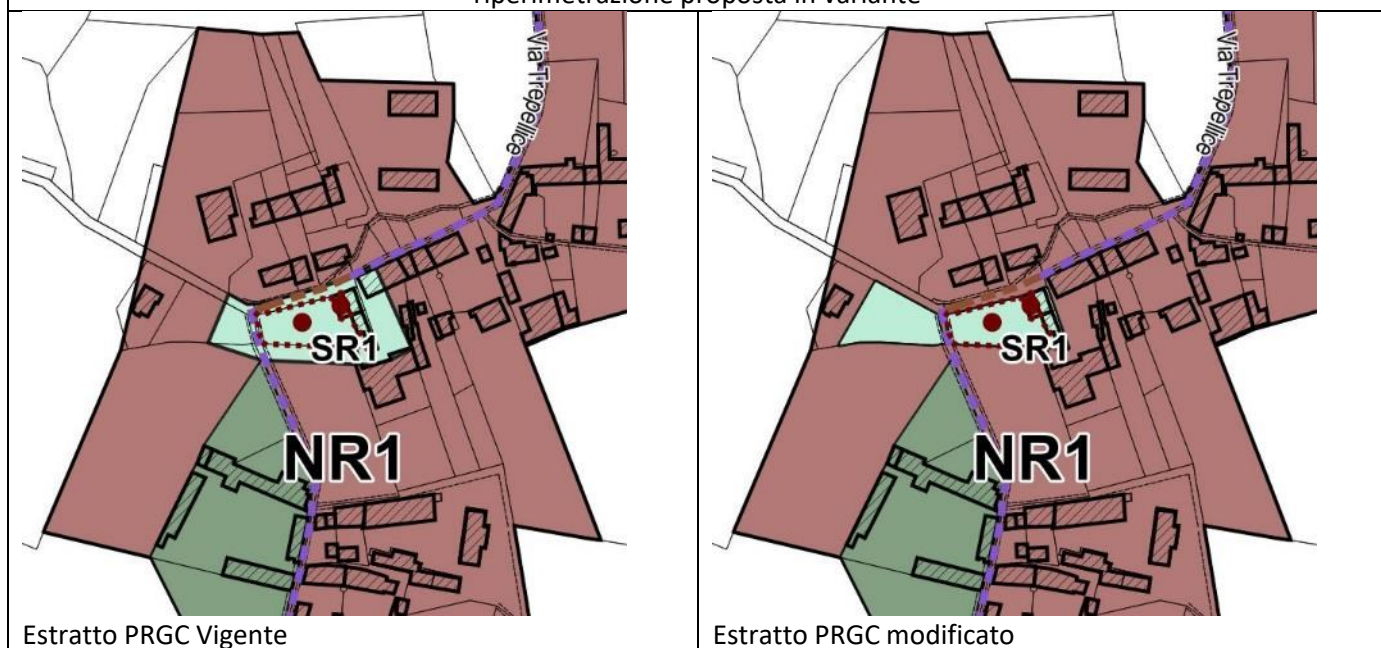 riperimetrazione proposta in variante
Via Trepellice
SR1
NR1
Via Trepellice
SR1
NR1
Estratto PRGC Vigente
Estratto PRGC modificato